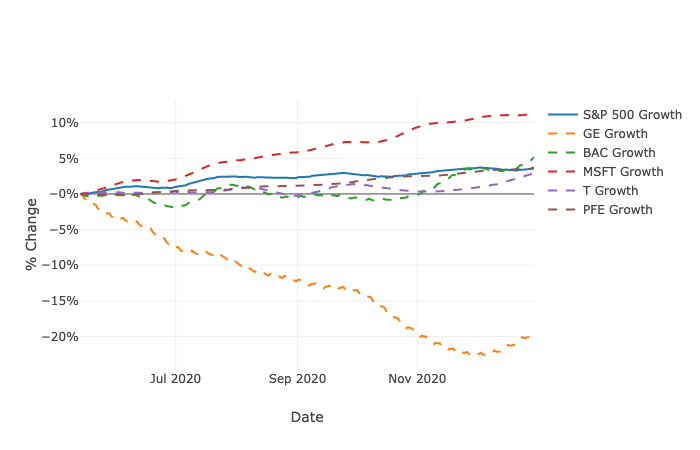 10%
5%
−0%
−5%
−10%
−15%
−20%
% Change
Jul 2020
Sep 2020
Nov 2020
Date
S&P 500 Growth
GE Growth
BAC Growth
MSFT Growth
T Growth
PFE Growth